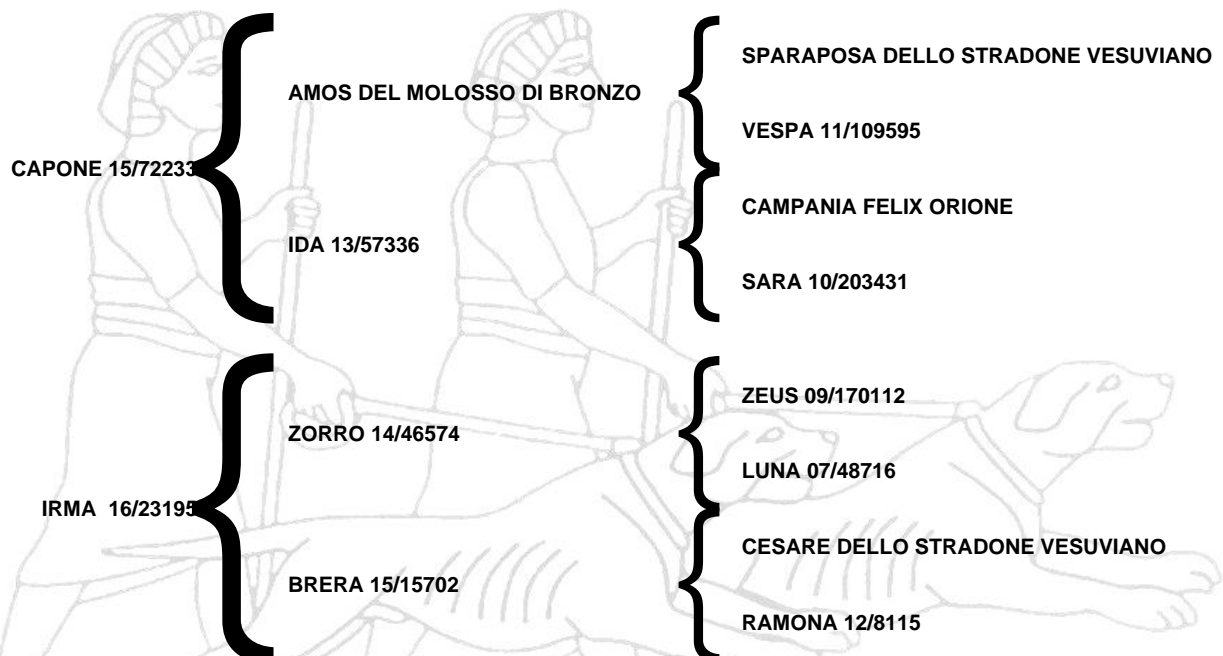 SPARAPOSA DELLO STRADONE VESUVIANO
AMOS DEL MOLOSSO DI BRONZO
VESPA 11/109595
CAPONE 15/72233
CAMPANIA FELIX ORIONE
IDA 13/57336
SARA 10/203431
ZEUS 09/170112
ZORRO 14/46574
LUNA 07/48716
IRMA 16/23195
CESARE DELLO STRADONE VESUVIANO
BRERA 15/15702
RAMONA 12/8115